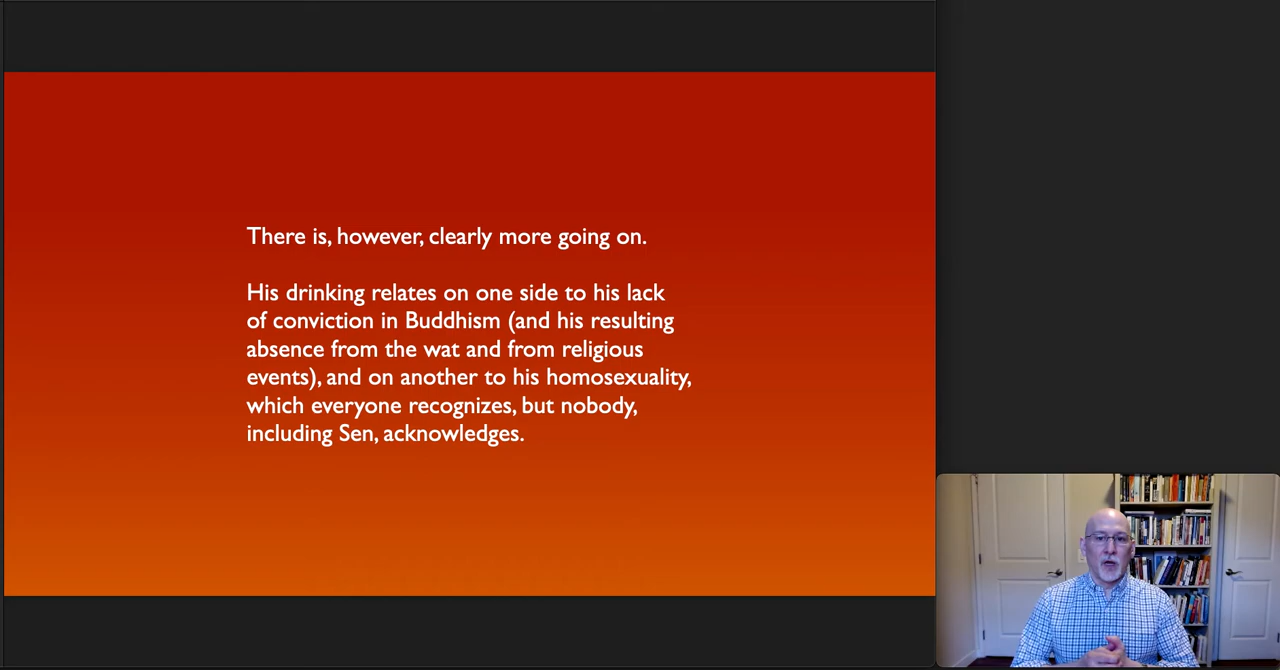 There is, however, clearly more going on.
His drinking relates on one side to his lack
of conviction in Buddhism (and his resulting
absence from the wat and from religious
events), and on another to his homosexuality,
which everyone recognizes, but nobody,
including Sen, acknowledges.